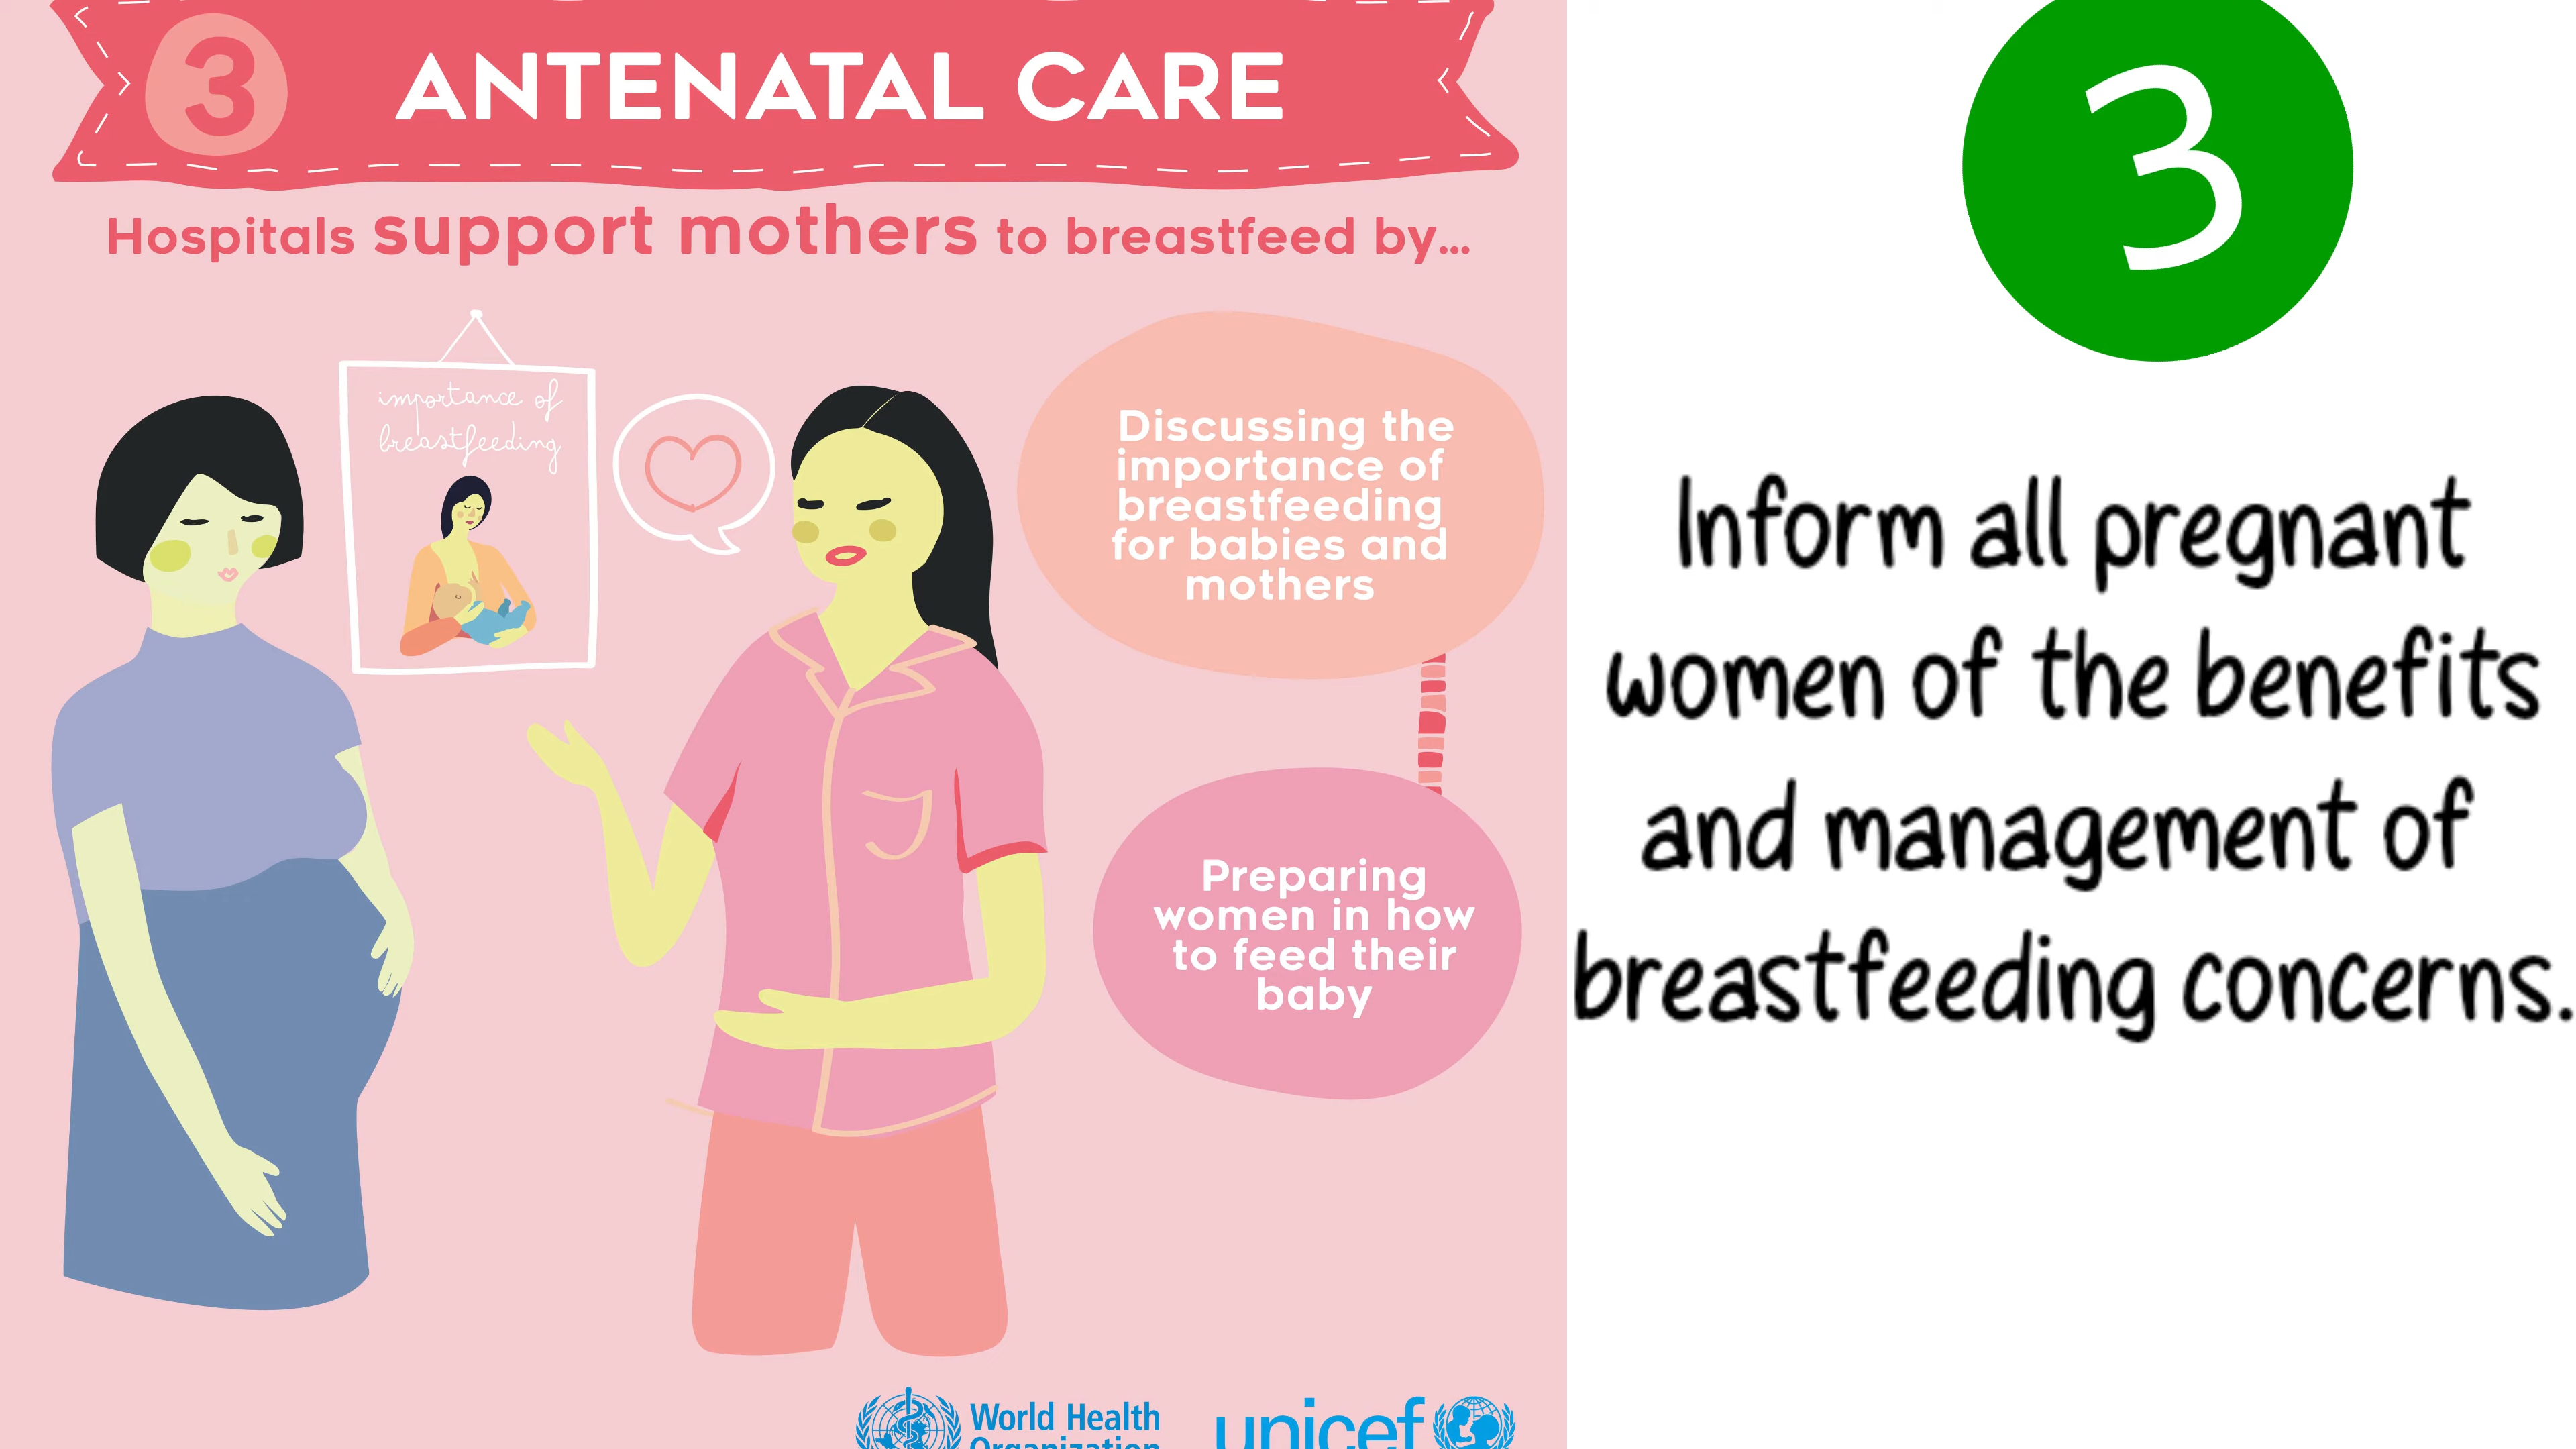 3
ANTENATAL CARE
Hospitals support mothers to breastfeed by...
importance of
breastfeeding
Discussing the
importance of
breastfeeding
for babies and
mothers
Preparing
women in how
to feed their
baby
World Health
Organization
unicef
3
Inform all pregnant
women of the benefits
and management of
breastfeeding concerns.